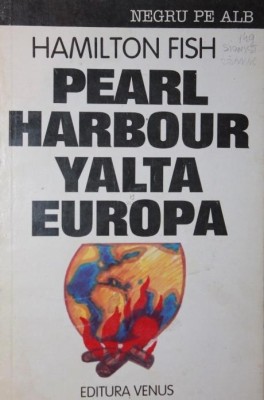 NEGRU PE ALB
HAMILTON FISH
PEARL
HARBOUR
YALTA
EUROPA
EDITURA VENUS